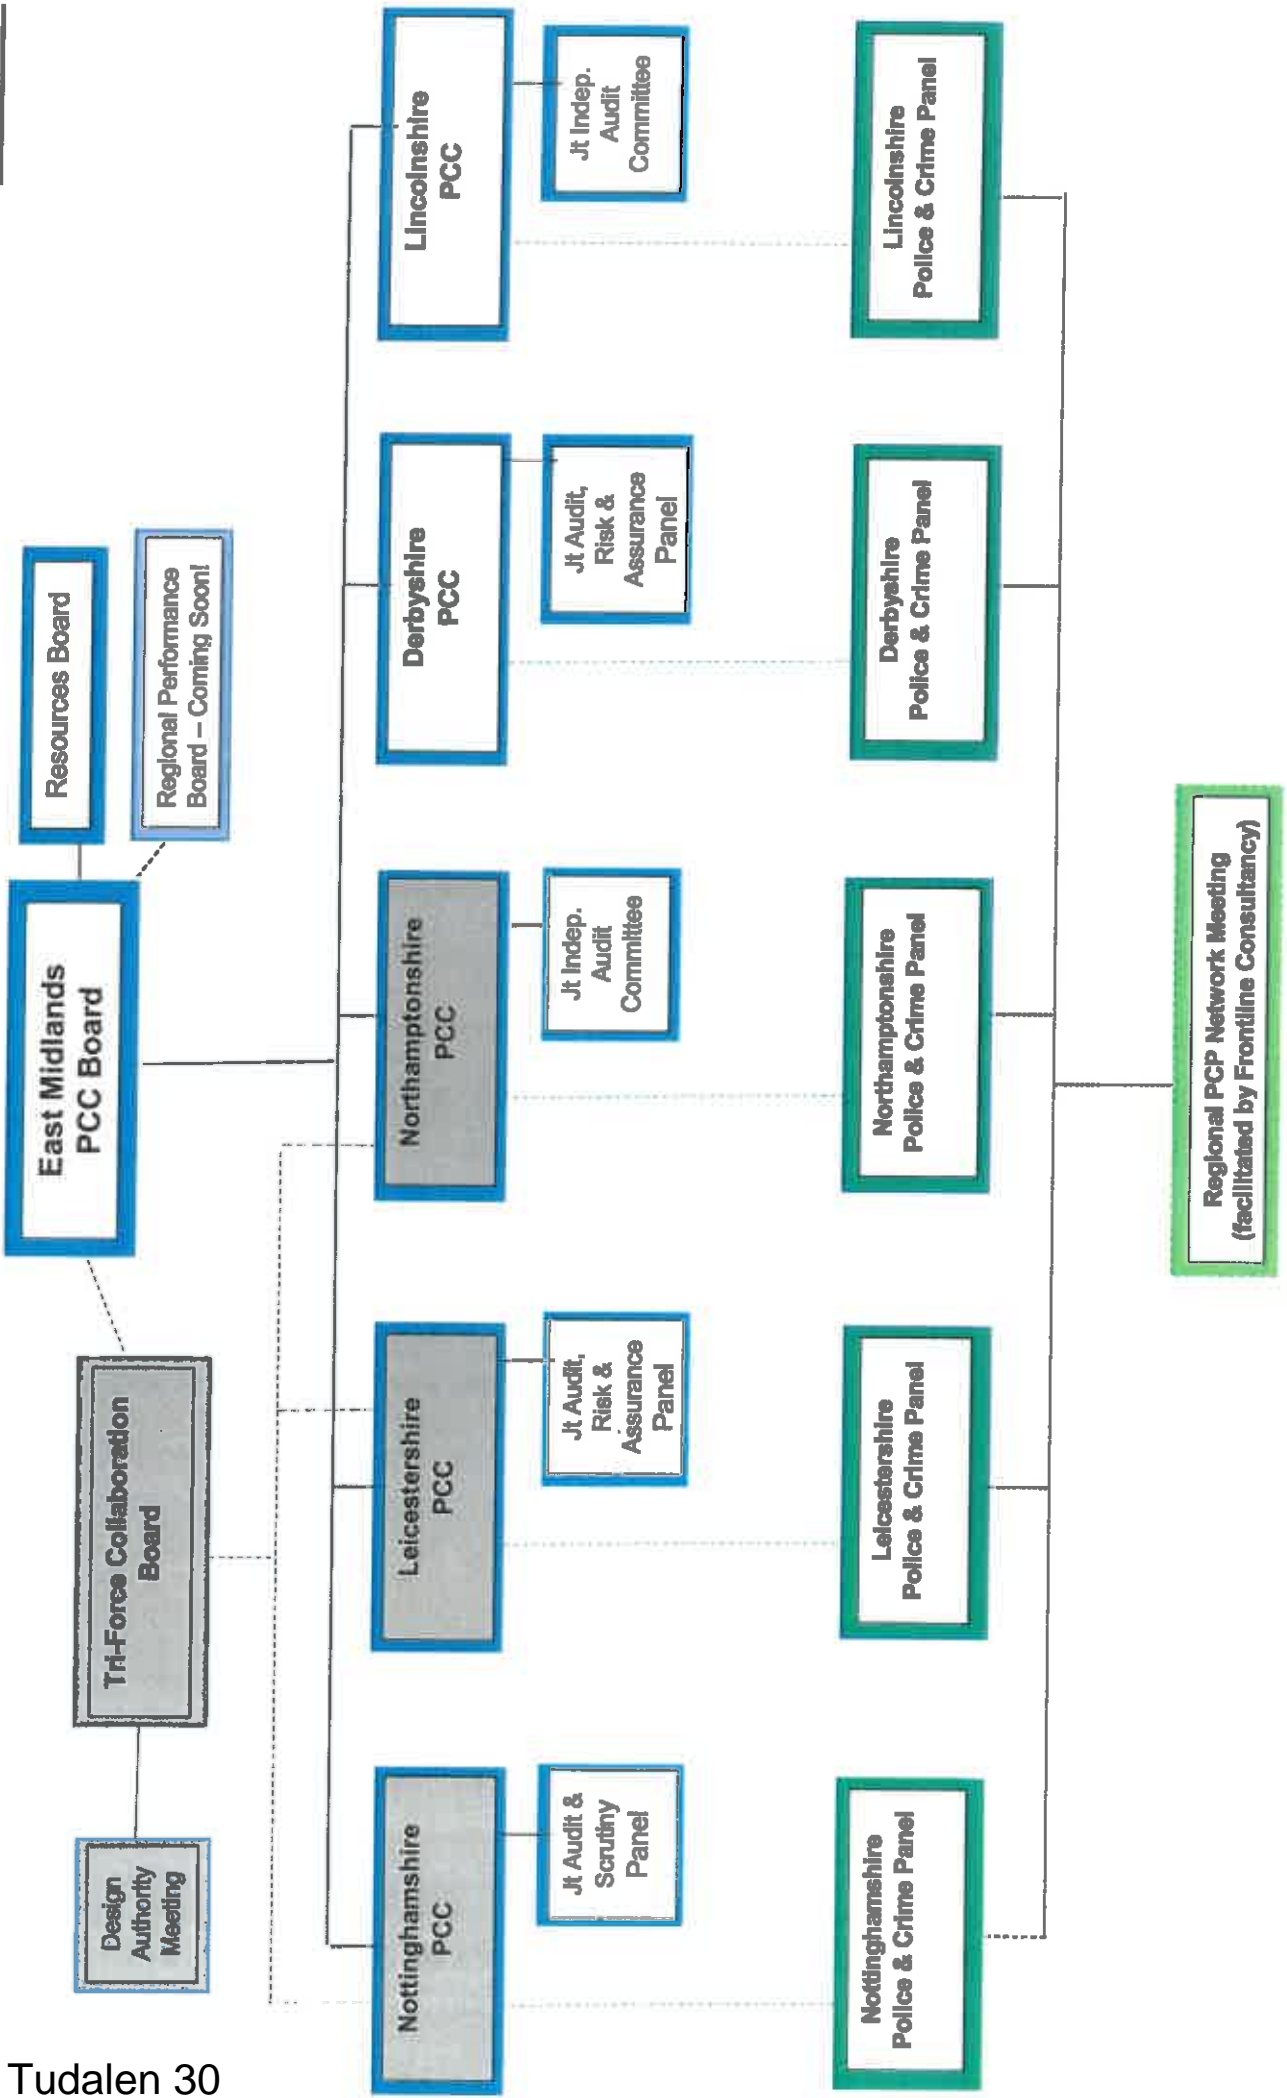 East Midlands
PCC Board
Resources Board
Regional Performance
Board – Coming Soon!
Tri-Force Collaboration
Board
Design
Authority
Meeting
Nottinghamshire
PCC
Leicestershire
PCC
Northamptonshire
PCC
Derbyshire
PCC
Lincolnshire
PCC
Jt Audit &
Scrutiny
Panel
Jt Audit,
Risk &
Assurance
Panel
Jt Indep.
Audit
Committee
Jt Audit,
Risk &
Assurance
Panel
Jt Indep.
Audit
Committee
Nottinghamshire
Police & Crime Panel
Leicestershire
Police & Crime Panel
Northamptonshire
Police & Crime Panel
Derbyshire
Police & Crime Panel
Lincolnshire
Police & Crime Panel
Regional PCP Network Meeting
(facilitated by Frontline Consultancy)
Tudalen 30